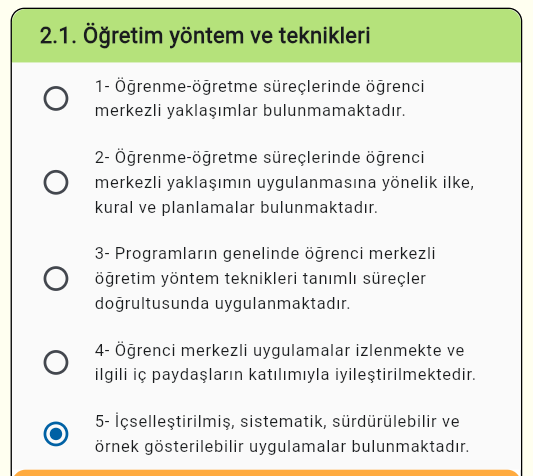 2.1. Öğretim yöntem ve teknikleri
1- Öğrenme-öğretme süreçlerinde öğrenci
merkezli yaklaşımlar bulunmamaktadır.
2- Öğrenme-öğretme süreçlerinde öğrenci
merkezli yaklaşımın uygulanmasına yönelik ilke,
kural ve planlamalar bulunmaktadır.
3- Programların genelinde öğrenci merkezli
öğretim yöntem teknikleri tanımlı süreçler
doğrultusunda uygulanmaktadır.
4- Öğrenci merkezli uygulamalar izlenmekte ve
ilgili iç paydaşların katılımıyla iyileştirilmektedir.
5- İçselleştirilmiş, sistematik, sürdürülebilir ve
örnek gösterilebilir uygulamalar bulunmaktadır.